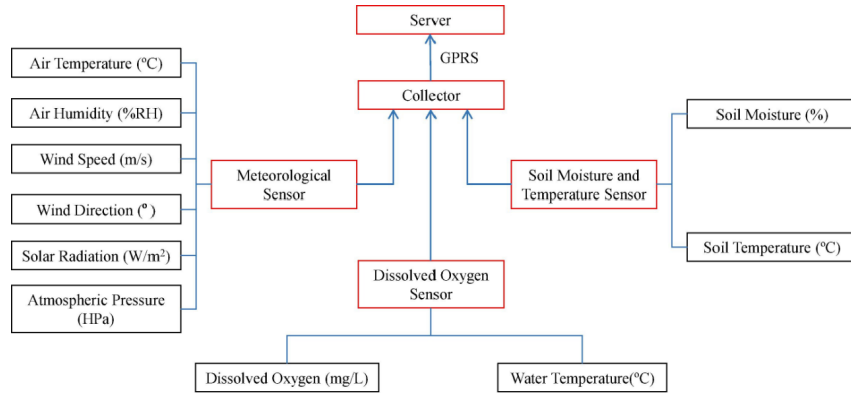 Server
GPRS
Collector
Air Temperature (ºC)
Air Humidity (%RH)
Wind Speed (m/s)
Wind Direction (º)
Solar Radiation (W/m²)
Atmospheric Pressure
(HPa)
Meteorological
Sensor
Soil Moisture and
Temperature Sensor
Soil Moisture (%)
Soil Temperature (ºC)
Dissolved Oxygen
Sensor
Dissolved Oxygen (mg/L)
Water Temperature(ºC)